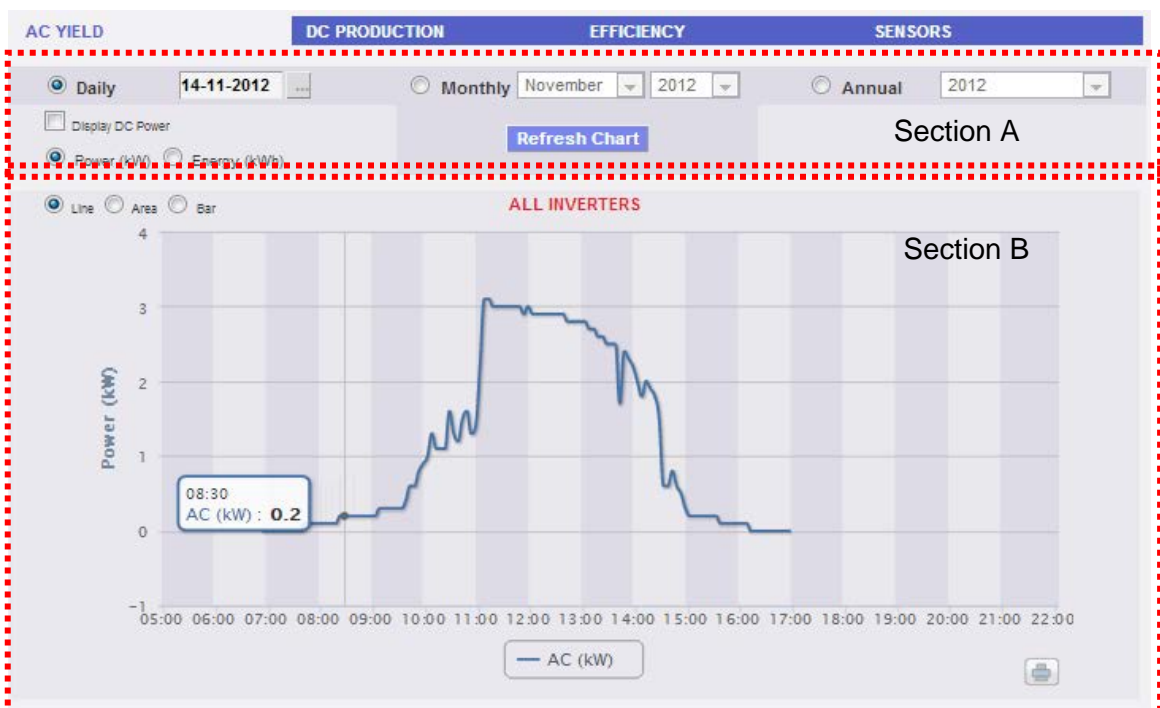 AC YIELD DC PRODUCTION EFFICIENCY SENSORS
Daily 14-11-2012 ... Monthly November 2012 Annual 2012
Display DC Power
Refresh Chart
Section A
Power (kW) Energy (kWh)
Line Area Bar
ALL INVERTERS
Section B
4
3
2
1
0
-1
Power (kW)
08:30
AC (kW) : 0.2
05:00 06:00 07:00 08:00 09:00 10:00 11:00 12:00 13:00 14:00 15:00 16:00 17:00 18:00 19:00 20:00 21:00 22:00
AC (kW)